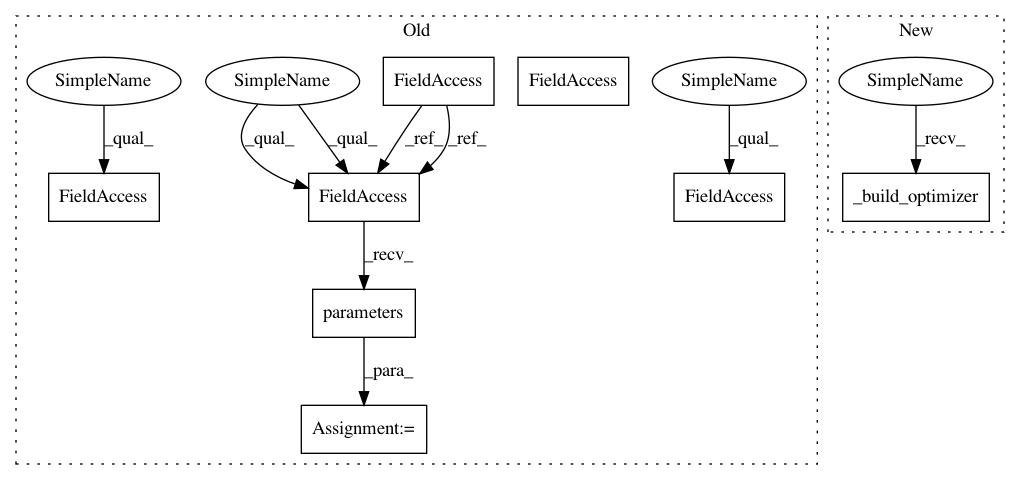 Old
New
SimpleName
SimpleName
FieldAccess
FieldAccess
SimpleName
SimpleName
_qual_
_qual_
_qual_
_ref_
_ref_
_qual_
_recv_
FieldAccess
FieldAccess
FieldAccess
_build_optimizer
_recv_
parameters
_para_
Assignment:=